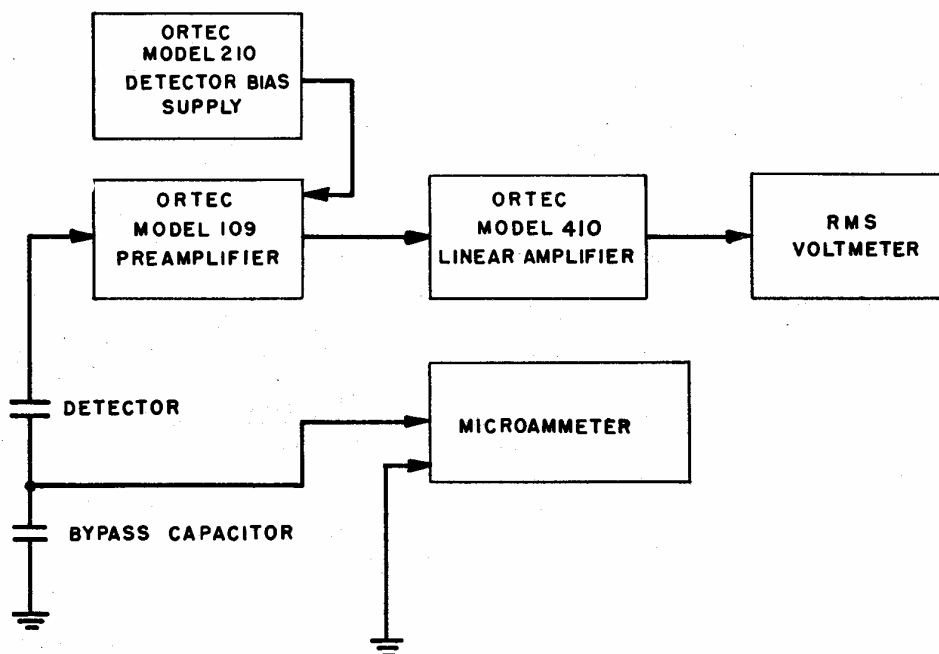 ORTEC
MODEL 210
DETECTOR BIAS
SUPPLY
ORTEC
MODEL 109
PREAMPLIFIER
ORTEC
MODEL 410
LINEAR AMPLIFIER
RMS
VOLTMETER
DETECTOR
MICROAMMETER
BYPASS CAPACITOR